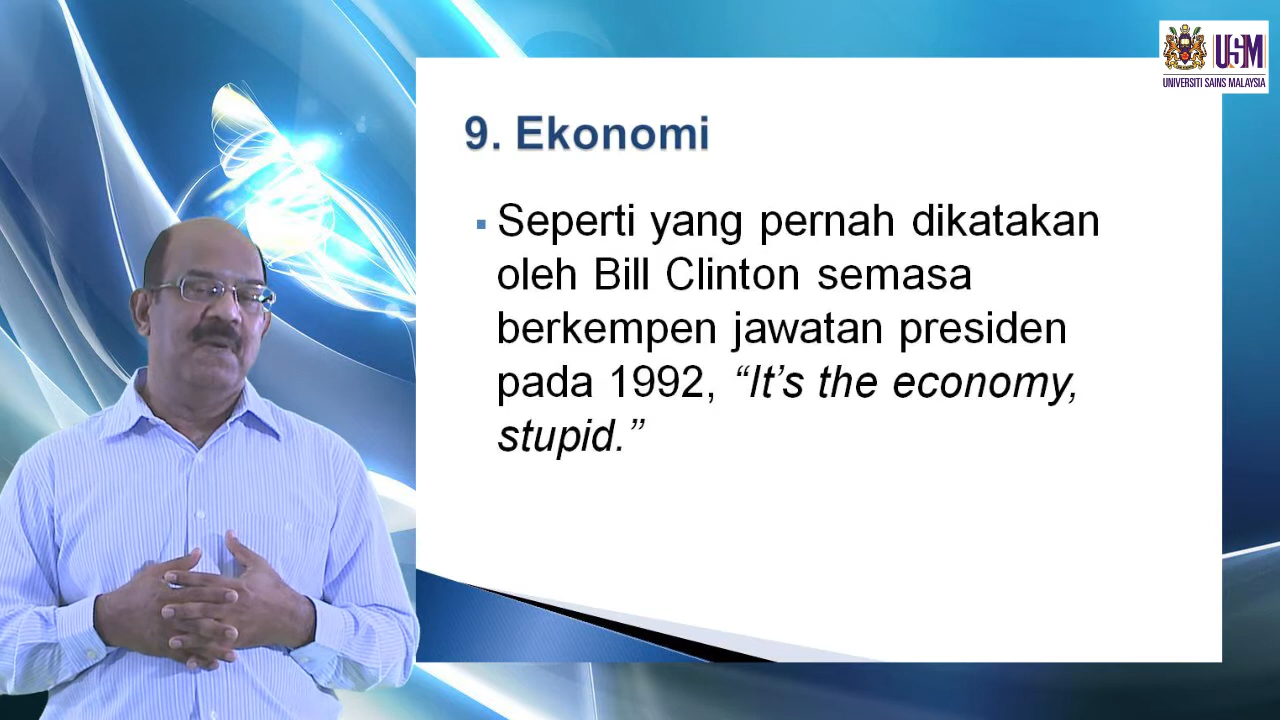 USM
UNIVERSITI SAINS MALAYSIA
9. Ekonomi
▪ Seperti yang pernah dikatakan
oleh Bill Clinton semasa
berkempen jawatan presiden
pada 1992, “It’s the economy,
stupid.”